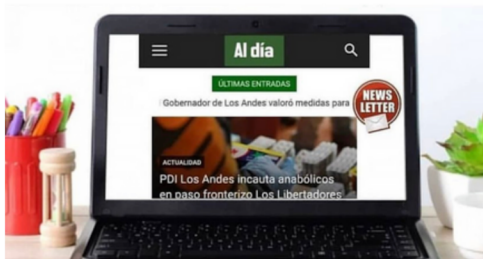 Al día
ÚLTIMAS ENTRADAS
Gobernador de Los Andes valoró medidas para
NEWS
LETTER
ACTUALIDAD
PDI Los Andes incauta anabólicos
en paso fronterizo Los Libertadores